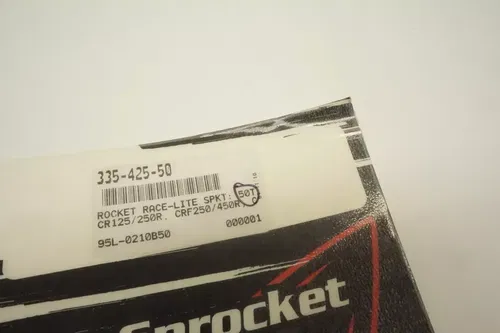 335-425-50
ROCKET RACE-LITE SPKT: 50T
CR125/250R. CRF250/450R
95L-0210B50 000001
Sprocket